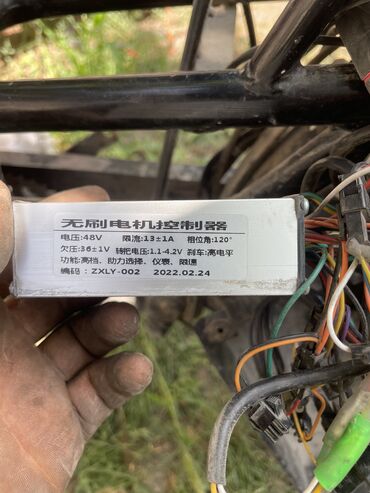 无刷电机控制器
电压:48V 限流:13±1A 相位角:120°
欠压:36±1V 转把电压:1.1-4.2V 刹车:高电平
功能:高档、助力选择、仪表、限速
编码：ZXLY-002 2022.02.24